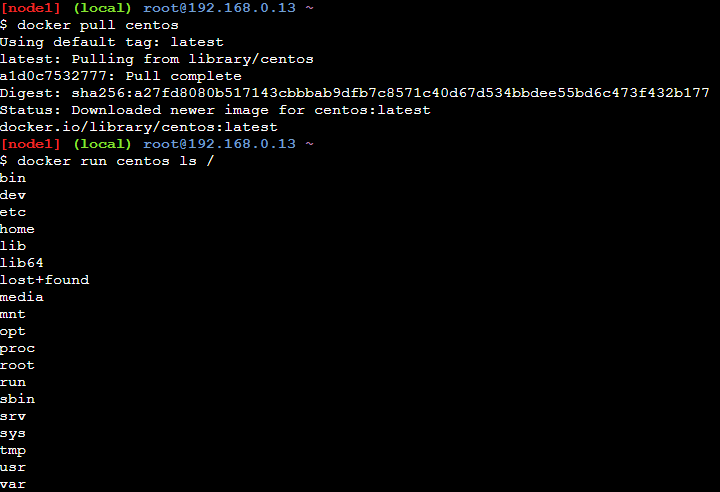 [node1] (local) root@192.168.0.13 ~
$ docker pull centos
Using default tag: latest
latest: Pulling from library/centos
a1d0c7532777: Pull complete
Digest: sha256:a27fd8080b517143cbbbab9dfb7c8571c40d67d534bbdee55bd6c473f432b177
Status: Downloaded newer image for centos:latest
docker.io/library/centos:latest
[node1] (local) root@192.168.0.13 ~
$ docker run centos ls /
bin
dev
etc
home
lib
lib64
lost+found
media
mnt
opt
proc
root
run
sbin
srv
sys
tmp
usr
var